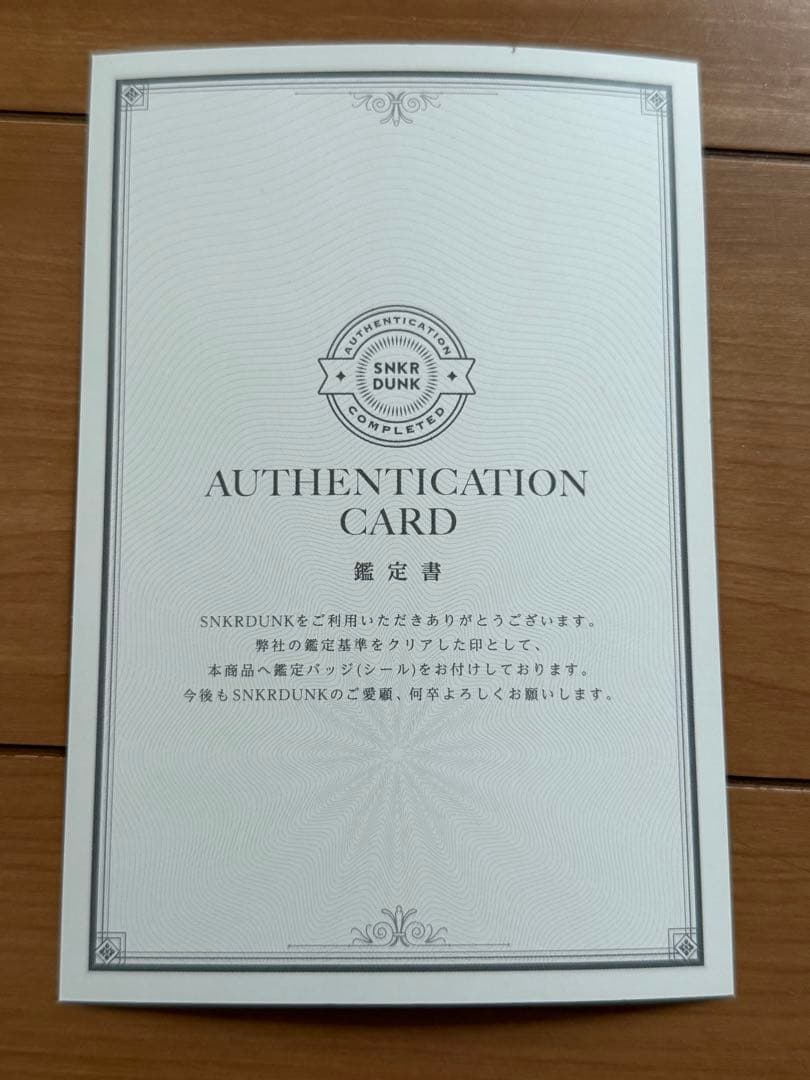 AUTHENTICATION
SNKR
DUNK
COMPLETED
AUTHENTICATION
CARD
鑑定書
SNKRDUNKをご利用いただきありがとうございます。
弊社の鑑定基準をクリアした印として、
本商品へ鑑定バッジ(シール)をお付けしております。
今後もSNKRDUNKのご愛顧、何卒よろしくお願いします。